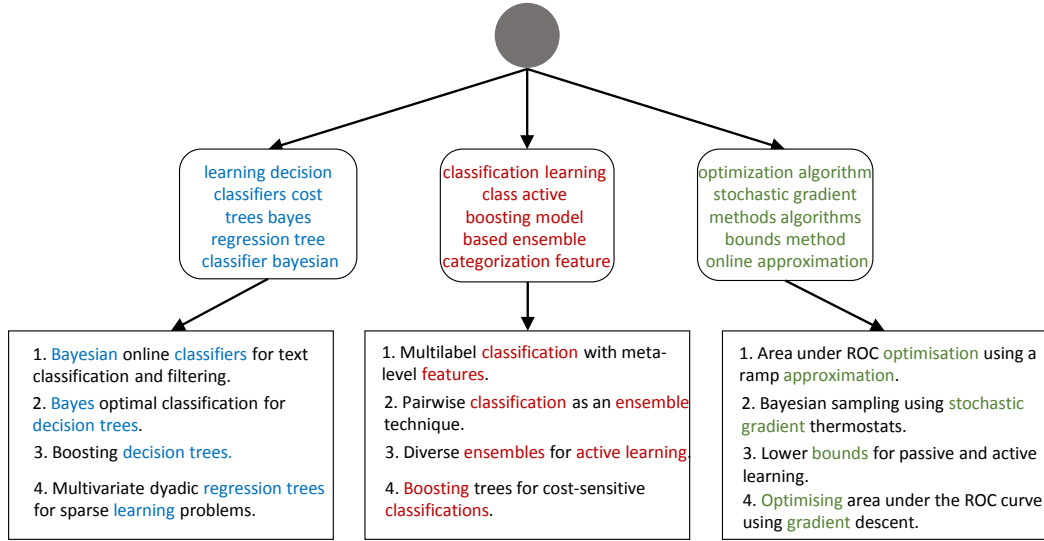 learning decision
classifiers cost
trees bayes
regression tree
classifier bayesian
classification learning
class active
boosting model
based ensemble
categorization feature
optimization algorithm
stochastic gradient
methods algorithms
bounds method
online approximation
1. Bayesian online classifiers for text
classification and filtering.
2. Bayes optimal classification for
decision trees.
3. Boosting decision trees.
4. Multivariate dyadic regression trees
for sparse learning problems.
1. Multilabel classification with meta-
level features.
2. Pairwise classification as an ensemble
technique.
3. Diverse ensembles for active learning.
4. Boosting trees for cost-sensitive
classifications.
1. Area under ROC optimisation using a
ramp approximation.
2. Bayesian sampling using stochastic
gradient thermostats.
3. Lower bounds for passive and active
learning.
4. Optimising area under the ROC curve
using gradient descent.